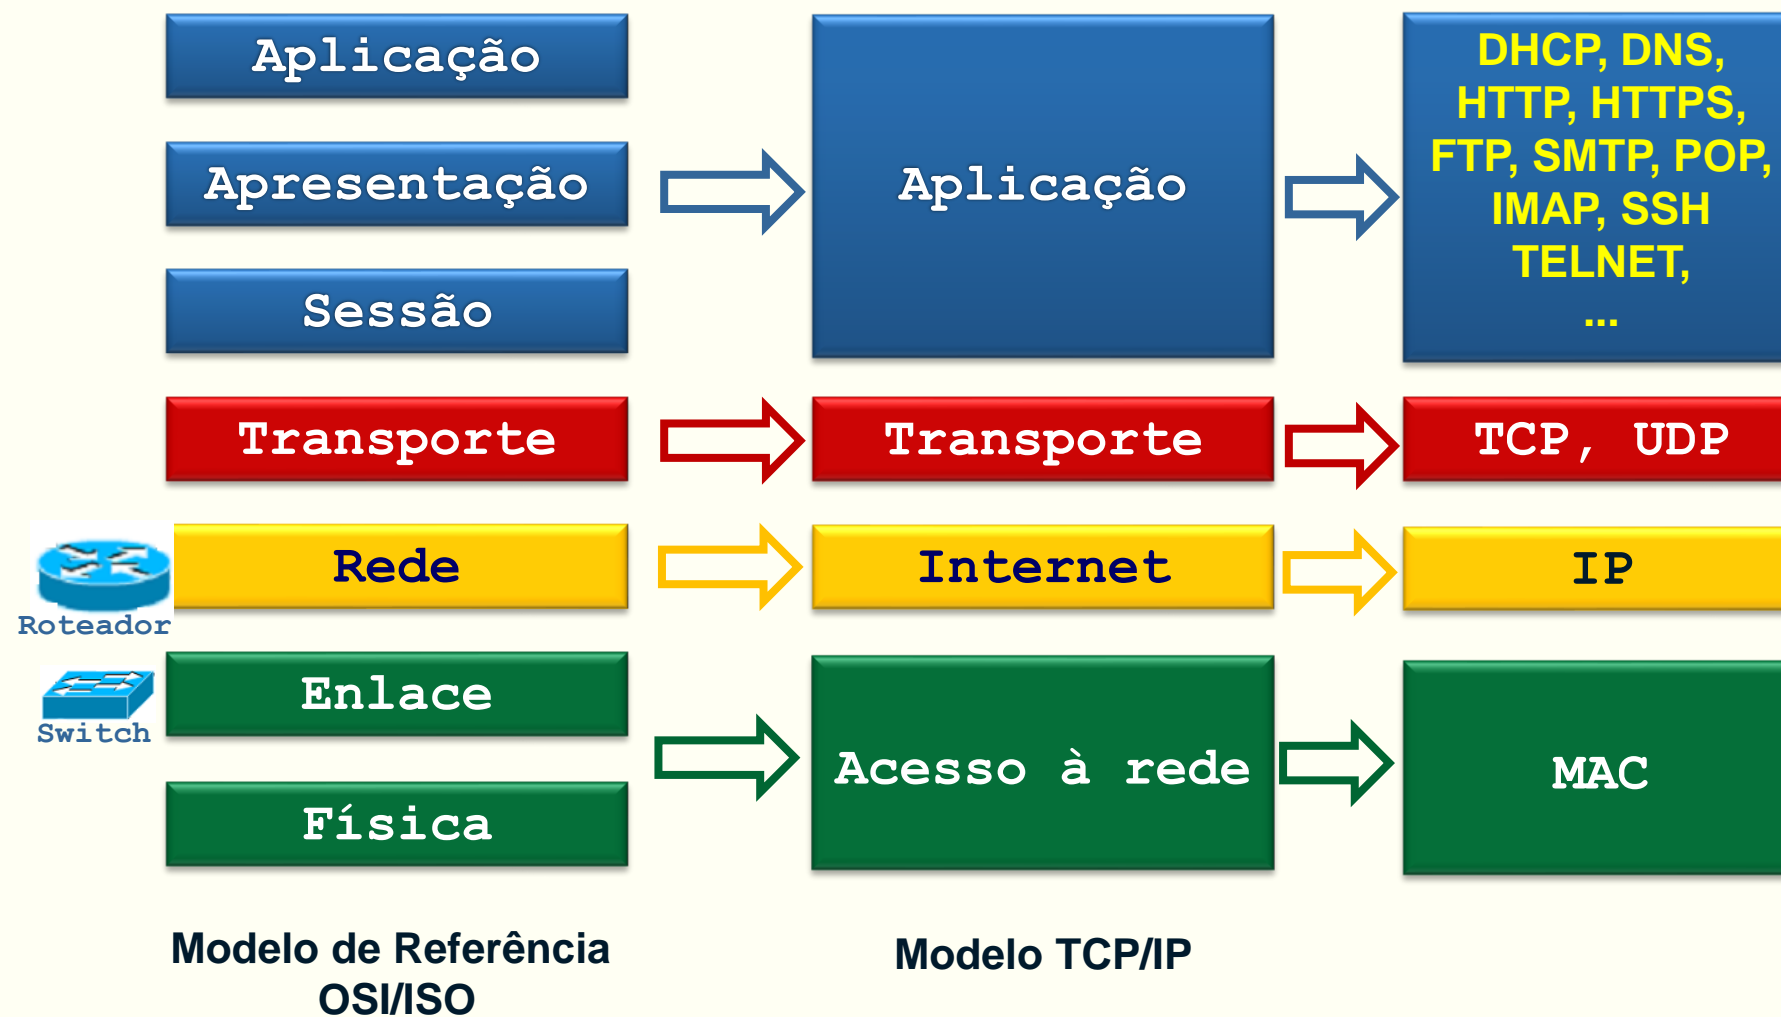 Aplicação
Apresentação
Sessão
Transporte
Rede
Enlace
Física
Roteador
Switch
Modelo de Referência
OSI/ISO
Aplicação
Transporte
Internet
Acesso à rede
Modelo TCP/IP
DHCP, DNS,
HTTP, HTTPS,
FTP, SMTP, POP,
IMAP, SSH
TELNET,
...
TCP, UDP
IP
MAC